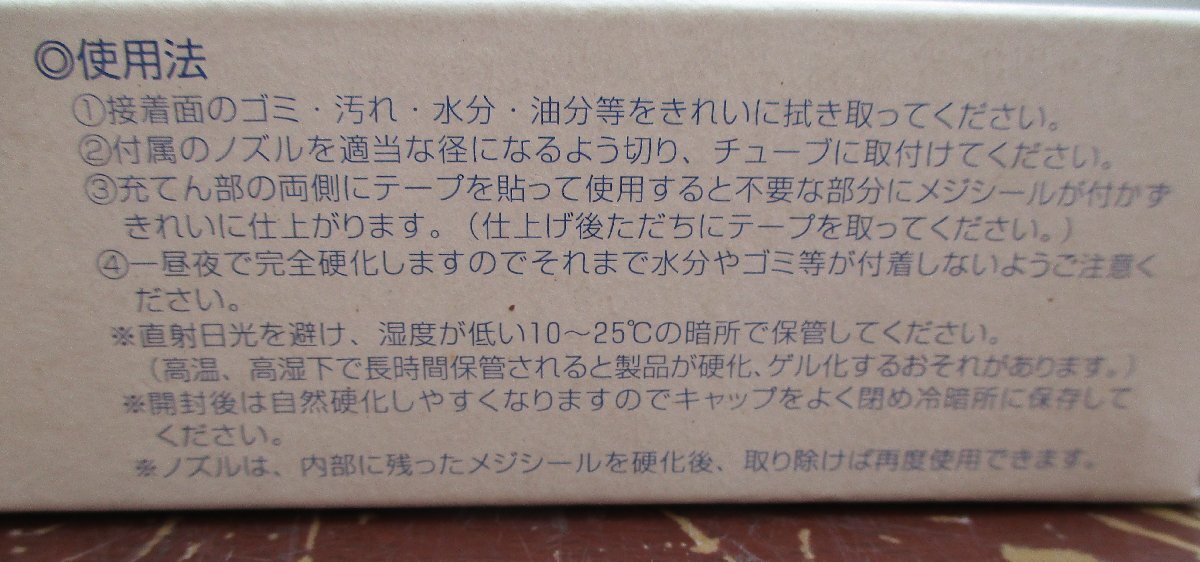 ◎使用法
①接着面のゴミ・汚れ・水分・油分等をきれいに拭き取ってください。
②付属のノズルを適当な径になるよう切り、チューブに取付けてください。
③充てん部の両側にテープを貼って使用すると不要な部分にメジシールが付かず
きれいに仕上がります。（仕上げ後ただちにテープを取ってください。）
④一昼夜で完全硬化しますのでそれまで水分やゴミ等が付着しないようご注意く
ださい。
※直射日光を避け、湿度が低い10〜25℃の暗所で保管してください。
（高温、高湿下で長時間保管されると製品が硬化、ゲル化するおそれがあります。）
※開封後は自然硬化しやすくなりますのでキャップをよく閉め冷暗所に保存して
ください。
※ノズルは、内部に残ったメジシールを硬化後、取り除けば再度使用できます。